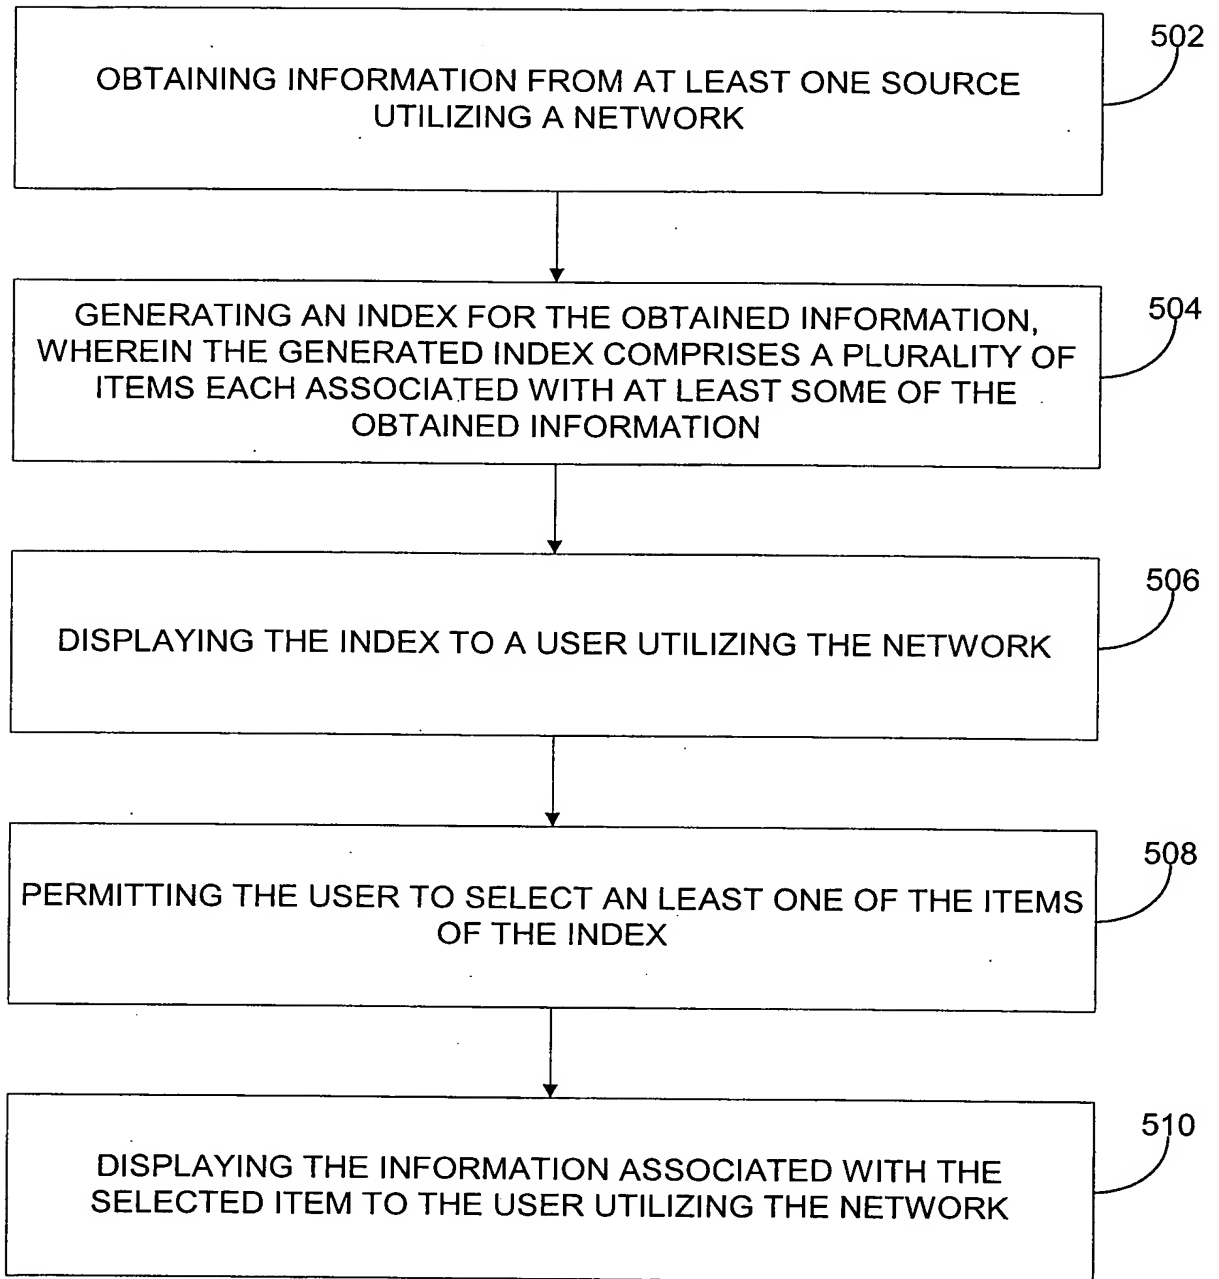 502
OBTAINING INFORMATION FROM AT LEAST ONE SOURCE
UTILIZING A NETWORK
504
GENERATING AN INDEX FOR THE OBTAINED INFORMATION,
WHEREIN THE GENERATED INDEX COMPRISES A PLURALITY OF
ITEMS EACH ASSOCIATED WITH AT LEAST SOME OF THE
OBTAINED INFORMATION
506
DISPLAYING THE INDEX TO A USER UTILIZING THE NETWORK
508
PERMITTING THE USER TO SELECT AN LEAST ONE OF THE ITEMS
OF THE INDEX
510
DISPLAYING THE INFORMATION ASSOCIATED WITH THE
SELECTED ITEM TO THE USER UTILIZING THE NETWORK